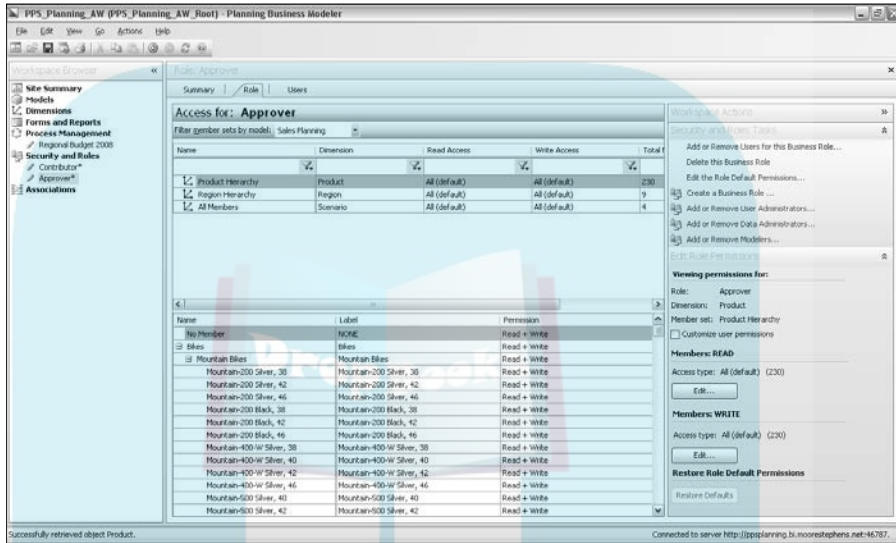 PPS_Planning_AW (PPS_Planning_AW_Root) - Planning Business Modeler
File Edit View Go Actions Help
Workspace Browser
Site Summary
Models
Dimensions
Forms and Reports
Process Management
Regional Budget 2008
Security and Roles
Contributor*
Approver*
Associations
Role: Approver
Summary Role Users
Access for: Approver
Filter member sets by model: Sales Planning
Name Dimension Read Access Write Access
Product Hierarchy Product All (default) All (default) 230
Region Hierarchy Region All (default) All (default) 9
All Members Scenario All (default) All (default) 4
Name Label Permission
No Member NONE Read + Write
Bikes Bikes Read + Write
Mountain Bikes Mountain Bikes Read + Write
Mountain-200 Silver, 38 Mountain-200 Silver, 38 Read + Write
Mountain-200 Silver, 42 Mountain-200 Silver, 42 Read + Write
Mountain-200 Silver, 46 Mountain-200 Silver, 46 Read + Write
Mountain-200 Black, 38 Mountain-200 Black, 38 Read + Write
Mountain-200 Black, 42 Mountain-200 Black, 42 Read + Write
Mountain-200 Black, 46 Mountain-200 Black, 46 Read + Write
Mountain-400-W Silver, 38 Mountain-400-W Silver, 38 Read + Write
Mountain-400-W Silver, 40 Mountain-400-W Silver, 40 Read + Write
Mountain-400-W Silver, 42 Mountain-400-W Silver, 42 Read + Write
Mountain-400-W Silver, 46 Mountain-400-W Silver, 46 Read + Write
Mountain-500 Silver, 40 Mountain-500 Silver, 40 Read + Write
Mountain-500 Silver, 42 Mountain-500 Silver, 42 Read + Write
Workspace Actions
Security and Roles Tasks
Add or Remove Users for this Business Role...
Delete this Business Role
Edit the Role Default Permissions...
Create a Business Role ...
Add or Remove User Administrators...
Add or Remove Data Administrators...
Add or Remove Modelers...
Edit Role Permissions
Viewing permissions for:
Role: Approver
Dimension: Product
Member set: Product Hierarchy
Customize user permissions
Members: READ
Access type: All (default) (230)
Edit...
Members: WRITE
Access type: All (default) (230)
Edit...
Restore Role Default Permissions
Restore Defaults
Successfully retrieved object Product.
Connected to server http://ppsplanning.bi.moorestephens.net:46787.